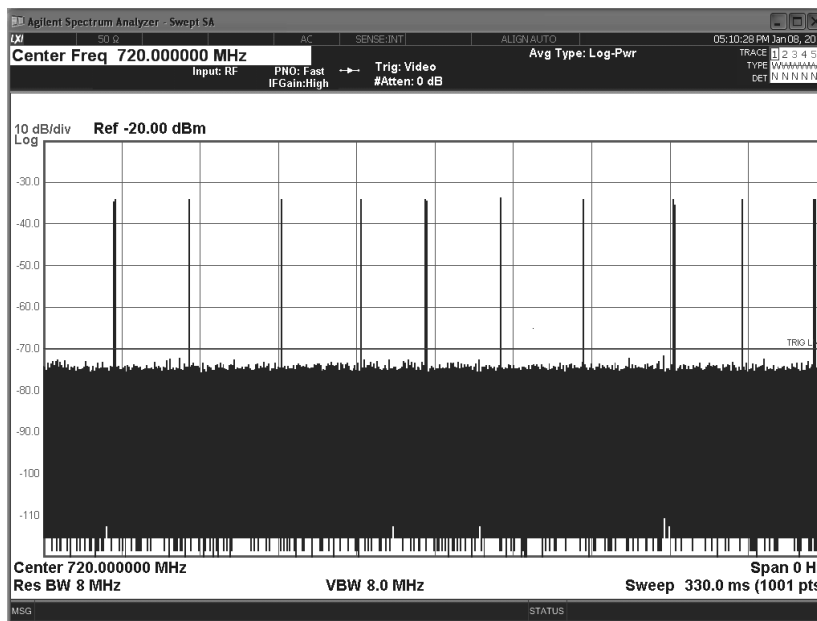 Agilent Spectrum Analyzer - Swept SA
LXI 50 Ω AC SENSE:INT ALIGN AUTO 05:10:28 PM Jan 08, 20
Center Freq 720.000000 MHz
Avg Type: Log-Pwr
TRACE 1 2 3 4 5
Input: RF
PNO: Fast
Trig: Video
TYPE
IFGain:High
#Atten: 0 dB
DET N N N N N
10 dB/div Ref -20.00 dBm
Log
-30.0
-40.0
-50.0
-60.0
TRIG L
-70.0
-80.0
-90.0
-100
-110
Center 720.000000 MHz Span 0 H
Res BW 8 MHz VBW 8.0 MHz Sweep 330.0 ms (1001 pts
MSG STATUS